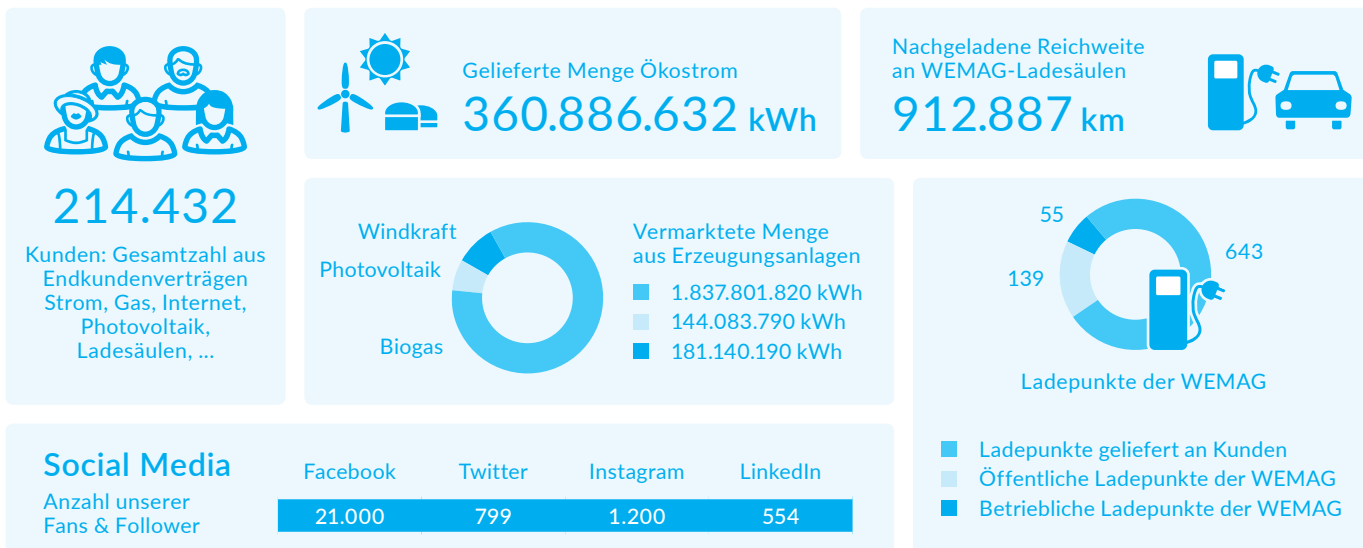 214.432
Kunden: Gesamtzahl aus
Endkundenverträgen
Strom, Gas, Internet,
Photovoltaik,
Ladesäulen, ...
Gelieferte Menge Ökostrom
360.886.632 kWh
Nachgeladene Reichweite
an WEMAG-Ladesäulen
912.887 km
Windkraft
Photovoltaik
Biogas
Vermarktete Menge
aus Erzeugungsanlagen
1.837.801.820 kWh
144.083.790 kWh
181.140.190 kWh
55
643
139
Ladepunkte der WEMAG
Ladepunkte geliefert an Kunden
Öffentliche Ladepunkte der WEMAG
Betriebliche Ladepunkte der WEMAG
Social Media
Anzahl unserer
Fans & Follower
Facebook Twitter Instagram LinkedIn
21.000 799 1.200 554